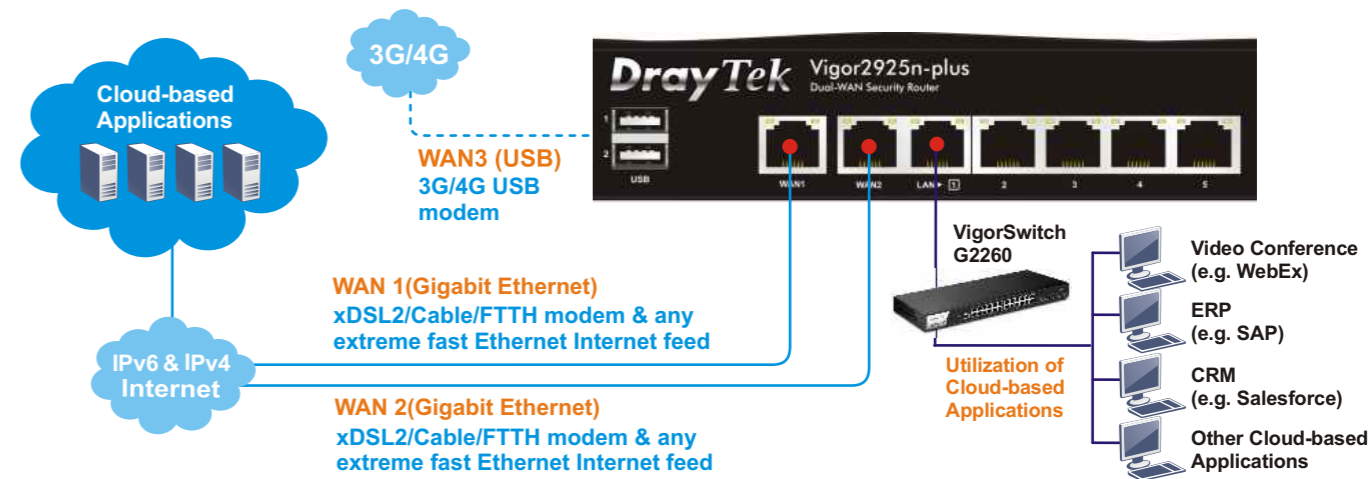 Cloud-based
Applications
3G/4G
WAN3 (USB)
3G/4G USB
modem
DrayTek
Vigor2925n-plus
Dual-WAN Security Router
1
2
USB
WAN1
WAN2
LAN▶ 1
2
3
4
5
IPv6 & IPv4
Internet
WAN 1(Gigabit Ethernet)
xDSL2/Cable/FTTH modem & any
extreme fast Ethernet Internet feed
WAN 2(Gigabit Ethernet)
xDSL2/Cable/FTTH modem & any
extreme fast Ethernet Internet feed
VigorSwitch
G2260
Utilization of
Cloud-based
Applications
Video Conference
(e.g. WebEx)
ERP
(e.g. SAP)
CRM
(e.g. Salesforce)
Other Cloud-based
Applications